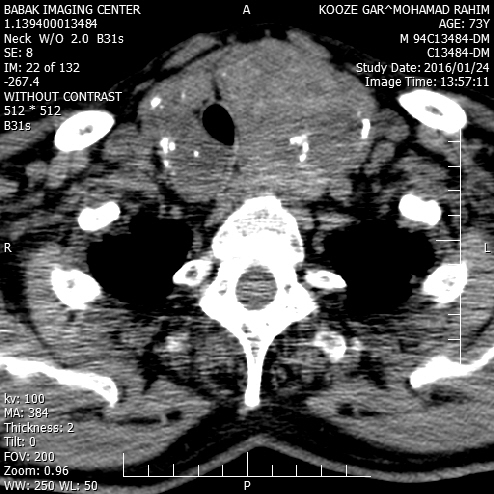 BABAK IMAGING CENTER
1.139400013484
Neck W/O 2.0 B31s
SE: 8
IM: 22 of 132
-267.4
WITHOUT CONTRAST
512 * 512
B31s
A
KOOZE GAR^MOHAMAD RAHIM
AGE: 73Y
M 94C13484-DM
C13484-DM
Study Date: 2016/01/24
Image Time: 13:57:11
R
L
kv: 100
MA: 384
Thickness: 2
Tilt: 0
FOV: 200
Zoom: 0.96
WW: 250 WL: 50
P